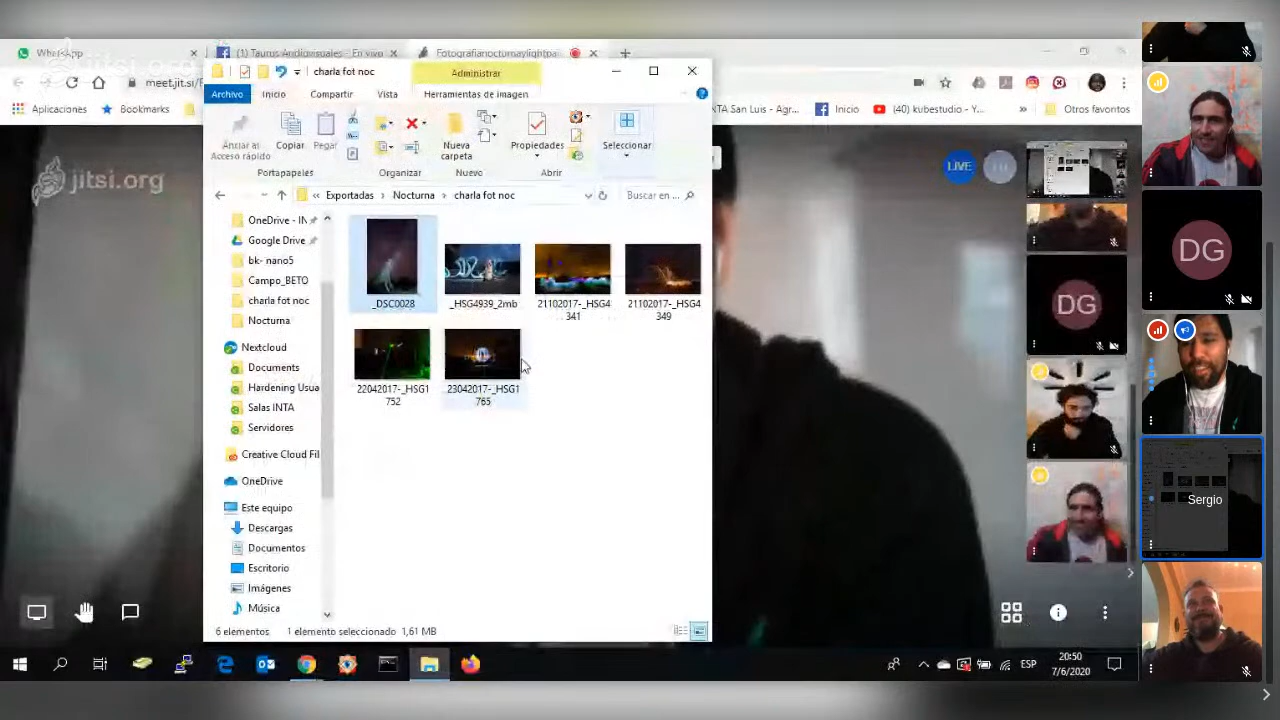 WhatsApp
(1) Taurus Audiovisuales - En vivo
Fotografianocturnaylightpa
jitsi.org
meet.jit.si/
Aplicaciones
Bookmarks
TA San Luis - Agr...
Inicio
(40) kubestudio - Y...
»
Otros favoritos
charla fot noc
Administrar
Archivo
Inicio
Compartir
Vista
Herramientas de imagen
Anclar al
Acceso rápido
Copiar
Pegar
Nueva
carpeta
Propiedades
Seleccionar
Portapapeles
Organizar
Nuevo
Abrir
« Exportadas > Nocturna > charla fot noc
Buscar en ...
OneDrive - IN
Google Drive
bk- nano5
Campo_BETO
charla fot noc
Nocturna
Nextcloud
Documents
Hardening Usua
Salas INTA
Servidores
Creative Cloud Fil
OneDrive
Este equipo
Descargas
Documentos
Escritorio
Imágenes
Música
_DSC0028
_HSG4939_2mb
21102017-_HSG4
341
21102017-_HSG4
349
22042017-_HSG1
752
23042017-_HSG1
765
6 elementos
1 elemento seleccionado 1,61 MB
jitsi.org
LIVE
DG
DG
Sergio
ESP
20:50
7/6/2020